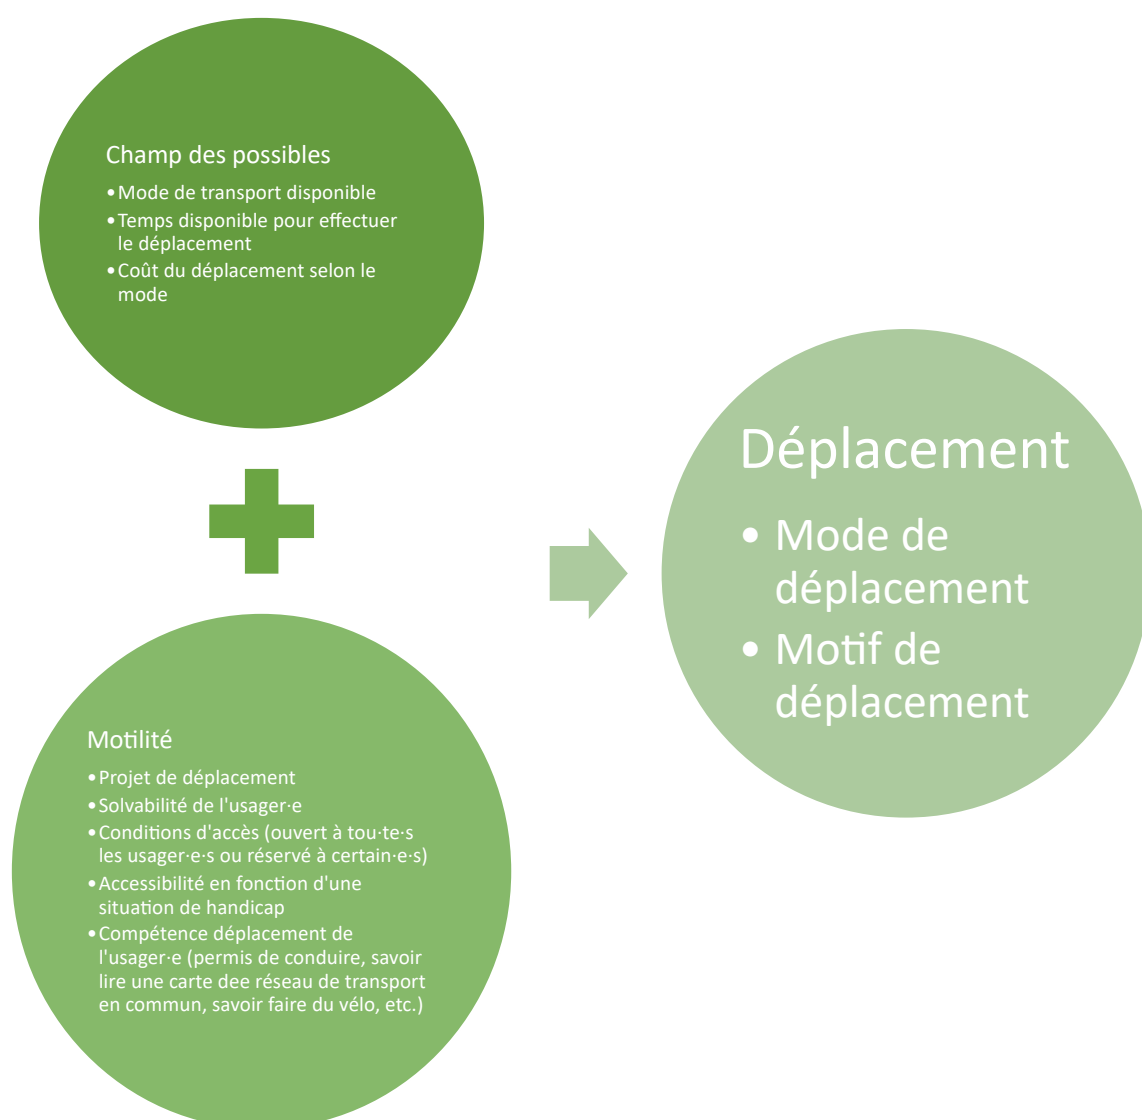 Champ des possibles
•Mode de transport disponible
•Temps disponible pour effectuer
le déplacement
•Coût du déplacement selon le
mode
Motilité
•Projet de déplacement
•Solvabilité de l'usager·e
•Conditions d'accès (ouvert à tou·te·s
les usager·e·s ou réservé à certain·e·s)
•Accessibilité en fonction d'une
situation de handicap
•Compétence déplacement de
l'usager·e (permis de conduire, savoir
lire une carte dee réseau de transport
en commun, savoir faire du vélo, etc.)
Déplacement
• Mode de
déplacement
• Motif de
déplacement